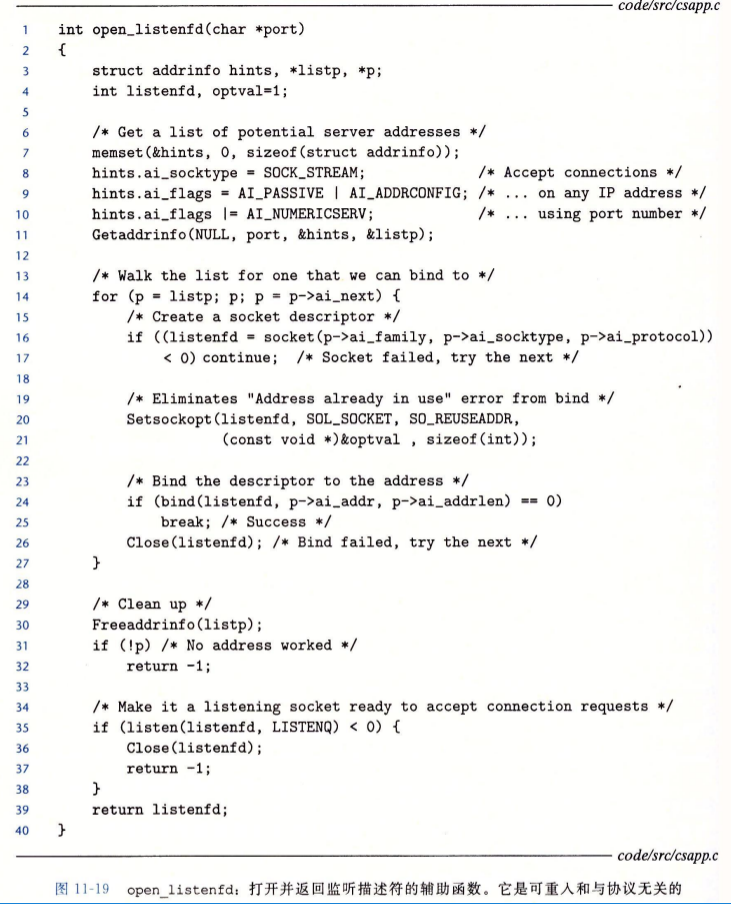 code/src/csapp.c
1 int open_listenfd(char *port)
2 {
3     struct addrinfo hints, *listp, *p;
4     int listenfd, optval=1;
5
6     /* Get a list of potential server addresses */
7     memset(&hints, 0, sizeof(struct addrinfo));
8     hints.ai_socktype = SOCK_STREAM;             /* Accept connections */
9     hints.ai_flags = AI_PASSIVE | AI_ADDRCONFIG; /* ... on any IP address */
10     hints.ai_flags |= AI_NUMERICSERV;            /* ... using port number */
11     Getaddrinfo(NULL, port, &hints, &listp);
12
13     /* Walk the list for one that we can bind to */
14     for (p = listp; p; p = p->ai_next) {
15         /* Create a socket descriptor */
16         if ((listenfd = socket(p->ai_family, p->ai_socktype, p->ai_protocol))
17             < 0) continue;  /* Socket failed, try the next */
18
19         /* Eliminates "Address already in use" error from bind */
20         Setsockopt(listenfd, SOL_SOCKET, SO_REUSEADDR,
21                    (const void *)&optval , sizeof(int));
22
23         /* Bind the descriptor to the address */
24         if (bind(listenfd, p->ai_addr, p->ai_addrlen) == 0)
25             break; /* Success */
26         Close(listenfd); /* Bind failed, try the next */
27     }
28
29     /* Clean up */
30     Freeaddrinfo(listp);
31     if (!p) /* No address worked */
32         return -1;
33
34     /* Make it a listening socket ready to accept connection requests */
35     if (listen(listenfd, LISTENQ) < 0) {
36         Close(listenfd);
37         return -1;
38     }
39     return listenfd;
40 }
code/src/csapp.c
图 11-19 open_listenfd：打开并返回监听描述符的辅助函数。它是可重入和与协议无关的